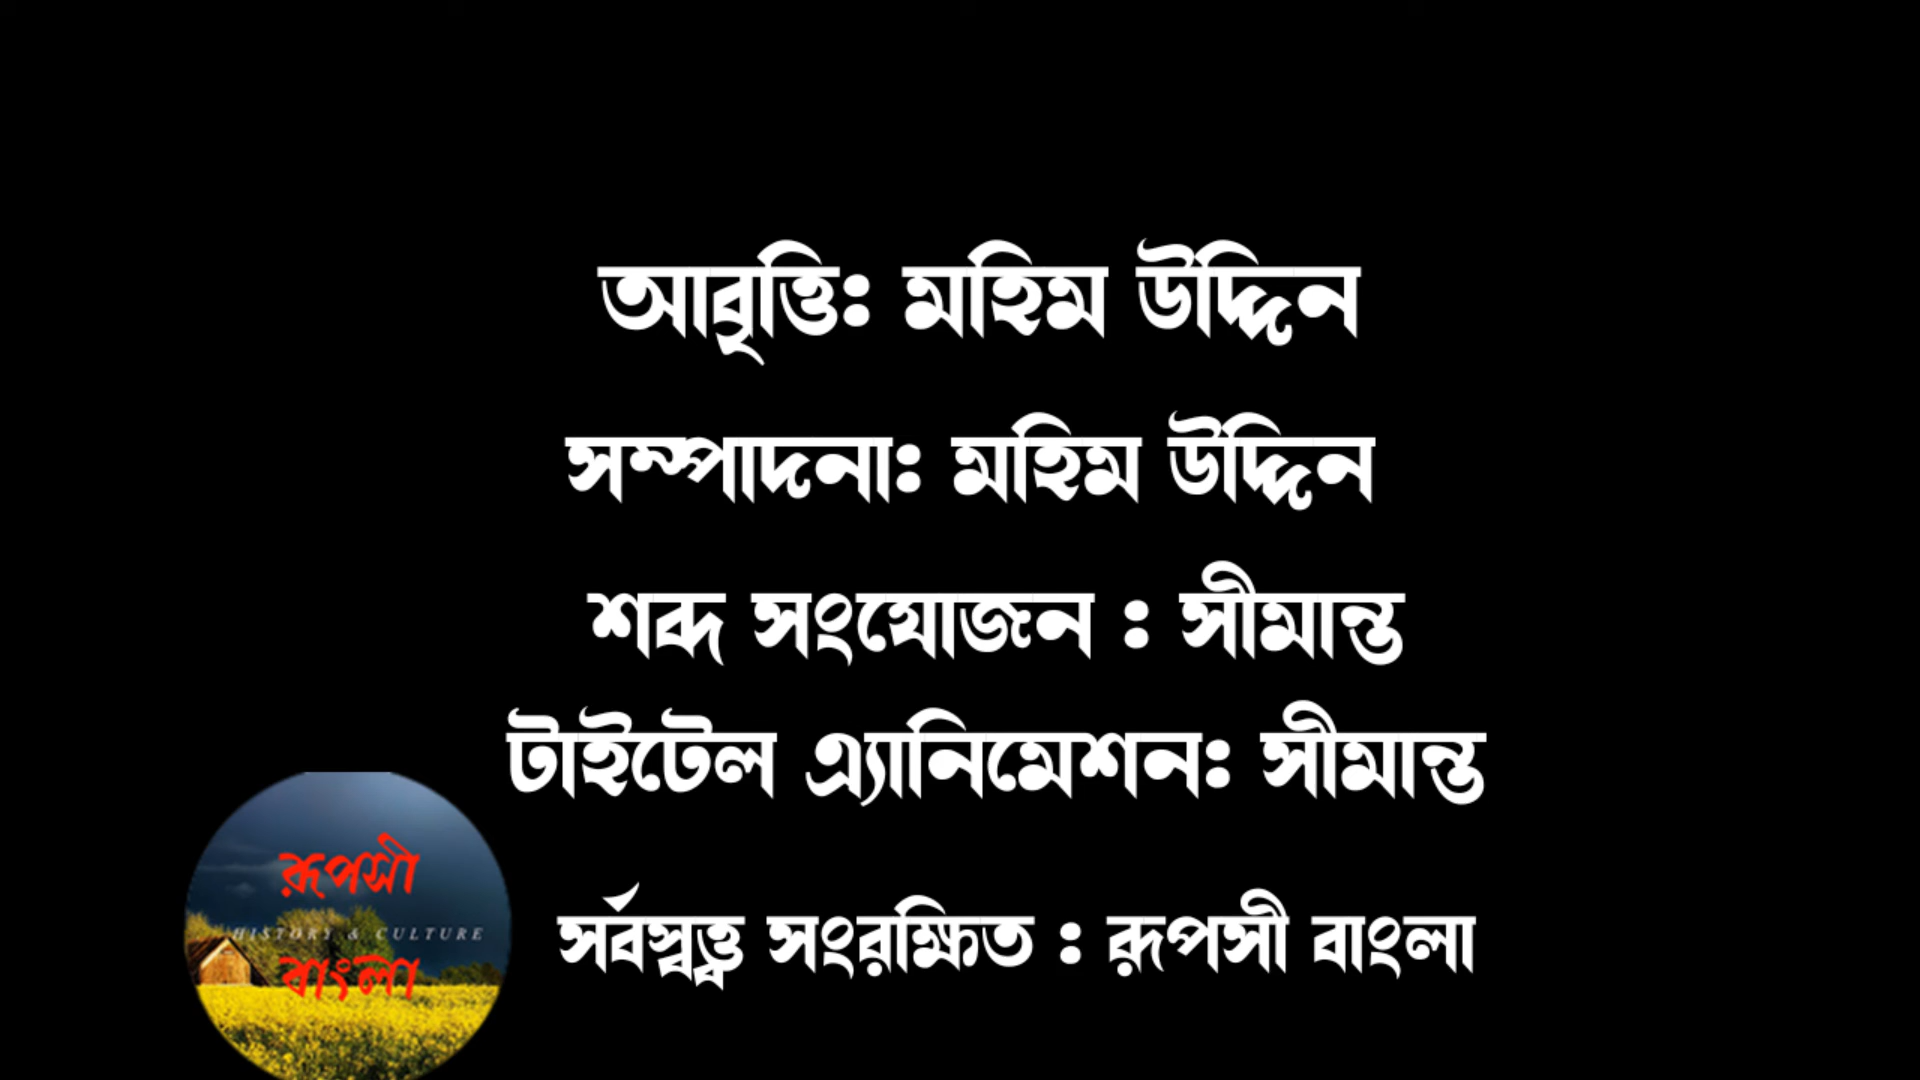 আবৃত্তিঃ মহিম উদ্দিন
সম্পাদনাঃ মহিম উদ্দিন
শব্দ সংযোজন : সীমান্ত
টাইটেল এ্যানিমেশনঃ সীমান্ত
সর্বস্বত্ত্ব সংরক্ষিত : রূপসী বাংলা
রূপসী
HISTORY & CULTURE
বাংলা